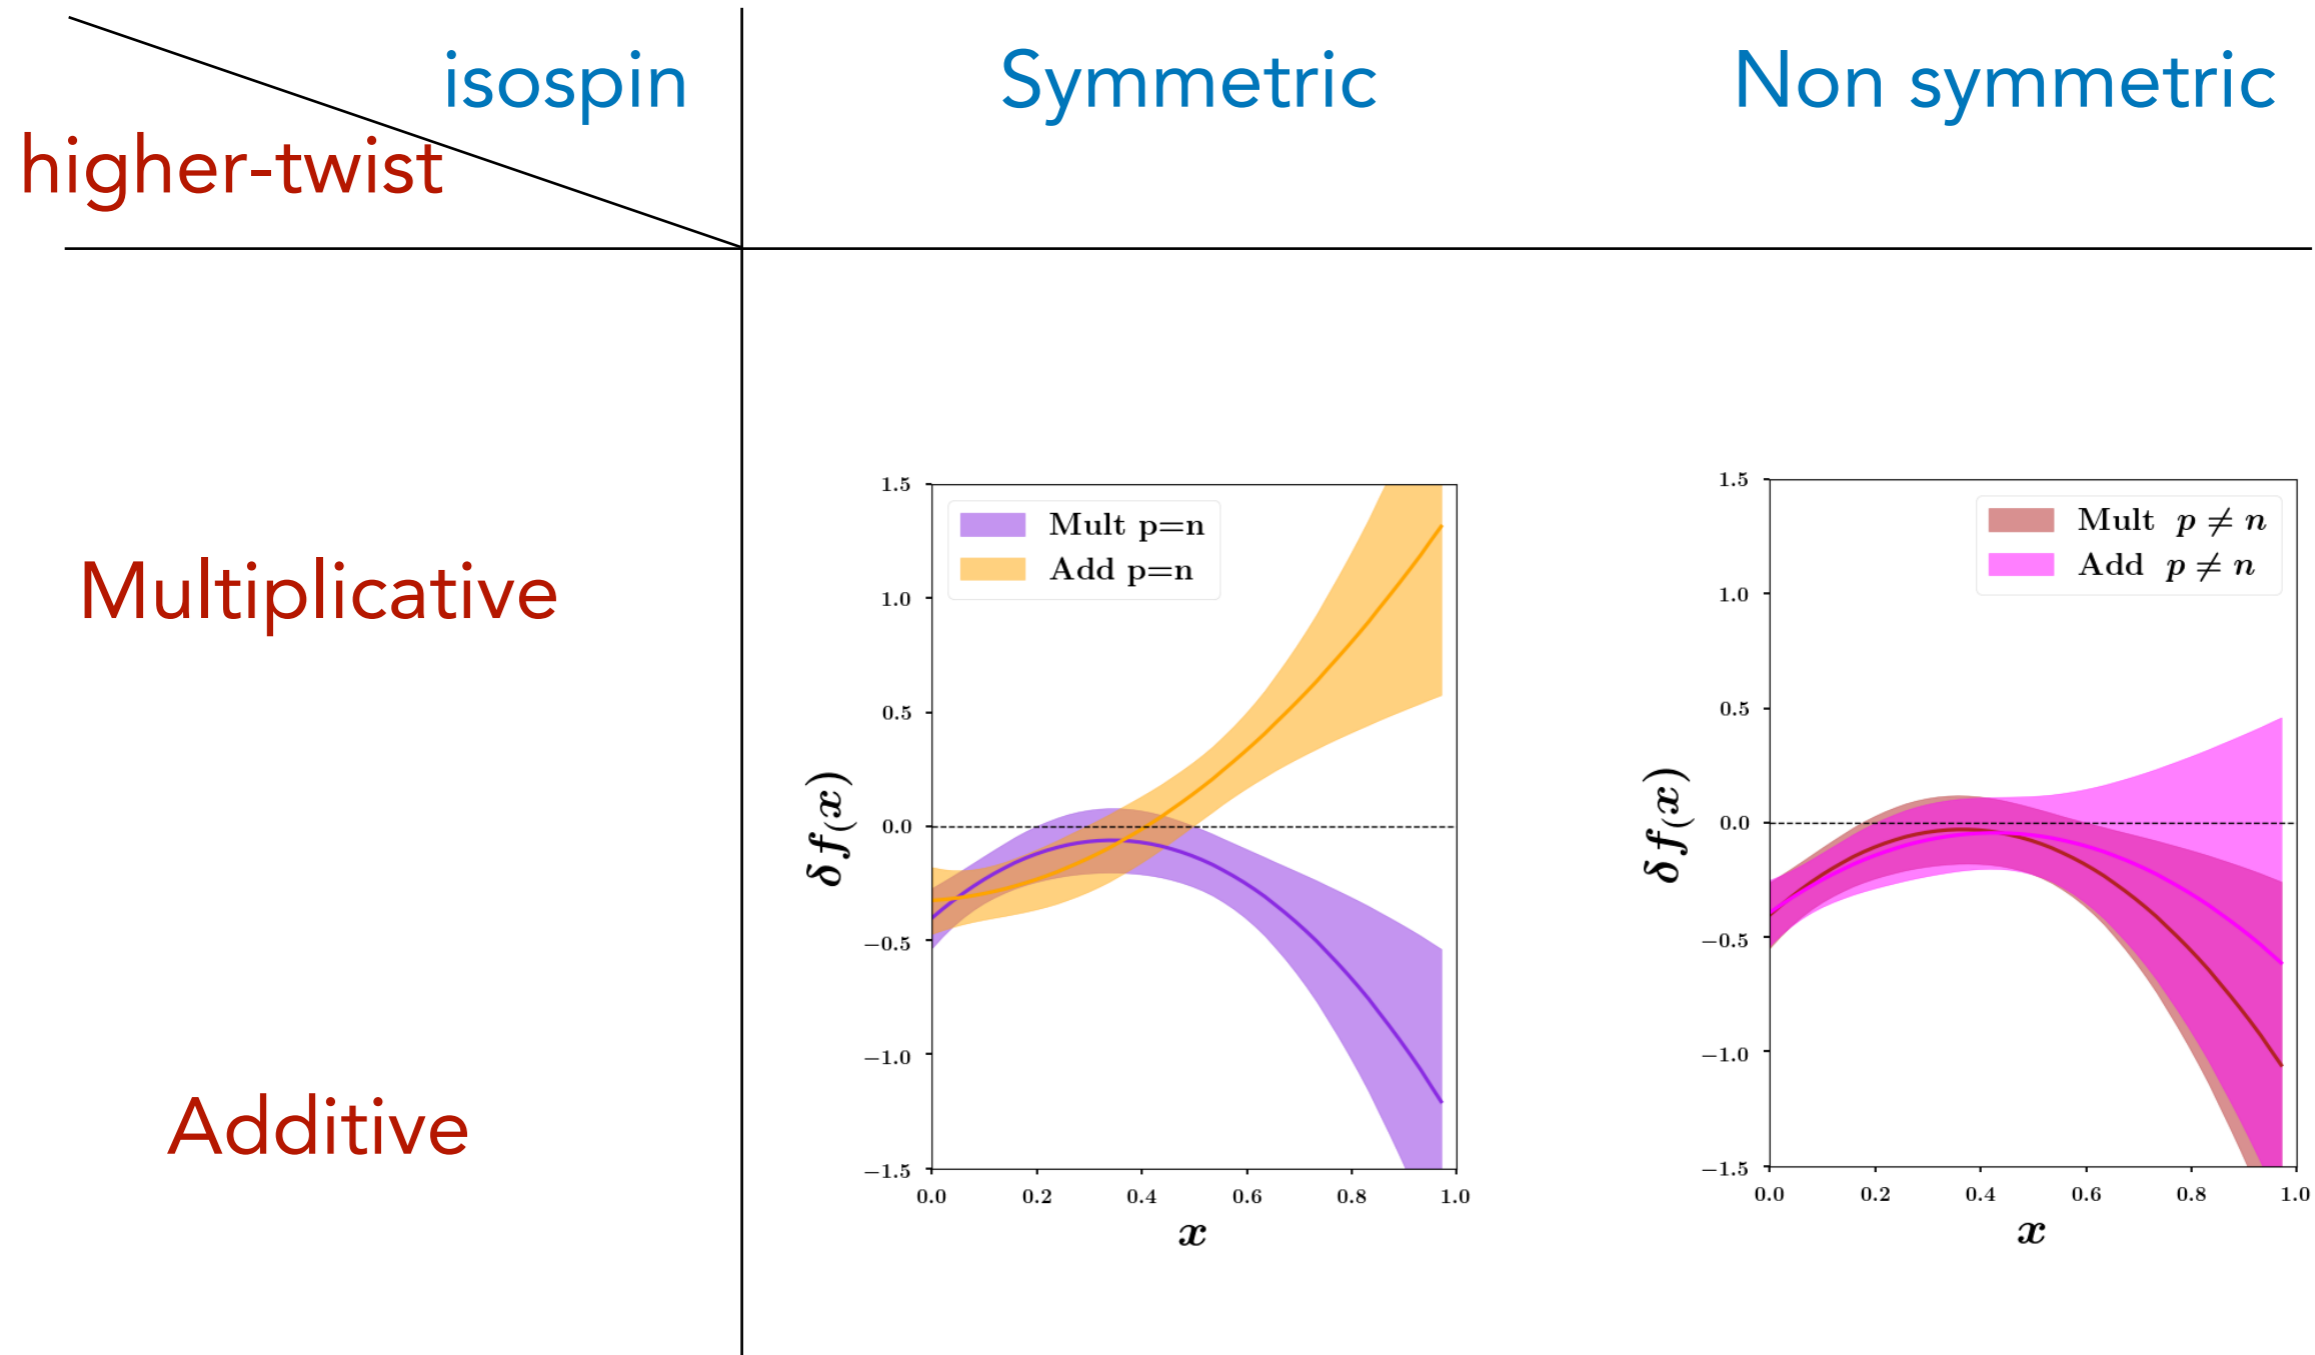 isospin
Symmetric
Non symmetric
higher-twist
Multiplicative
Additive
1.5
1.0
0.5
0.0
−0.5
−1.0
−1.5
δf(x)
Mult p=n
Add p=n
0.0 0.2 0.4 0.6 0.8 1.0
x
1.5
1.0
0.5
0.0
−0.5
−1.0
−1.5
δf(x)
Mult p ≠ n
Add p ≠ n
0.0 0.2 0.4 0.6 0.8 1.0
x